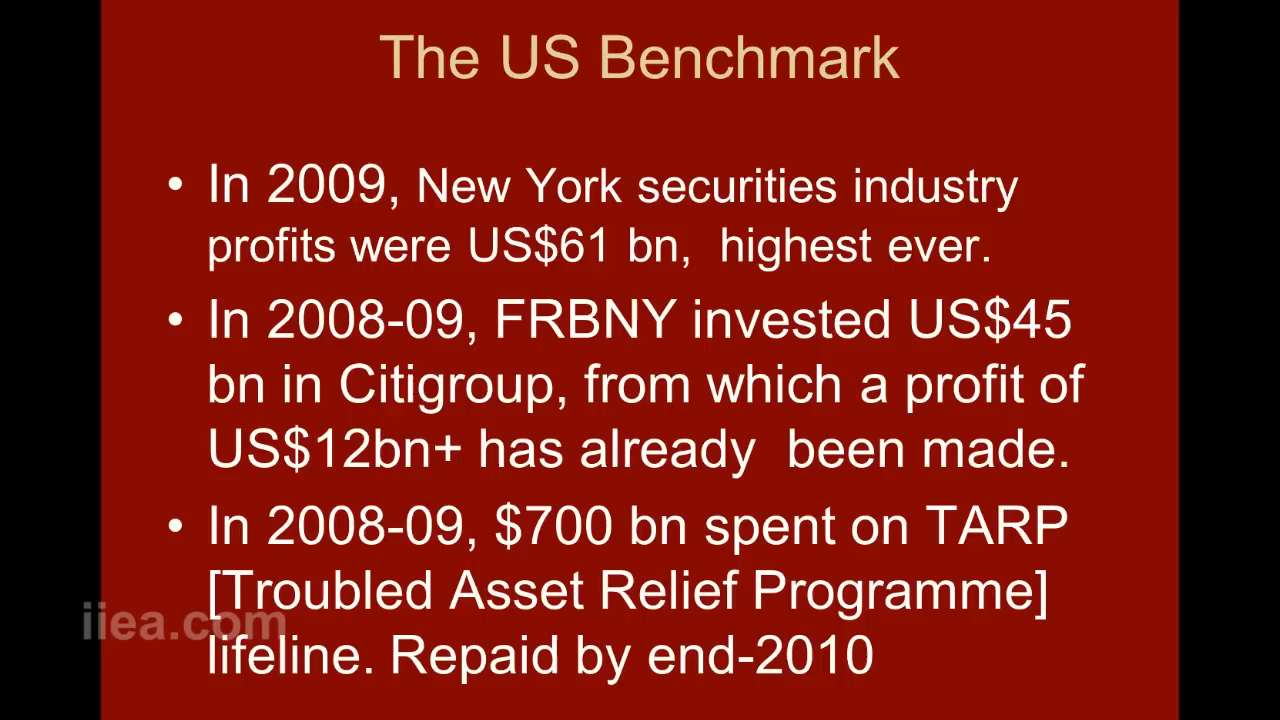 The US Benchmark
• In 2009, New York securities industry
profits were US$61 bn, highest ever.
• In 2008-09, FRBNY invested US$45
bn in Citigroup, from which a profit of
US$12bn+ has already been made.
• In 2008-09, $700 bn spent on TARP
[Troubled Asset Relief Programme]
iiea.com
lifeline. Repaid by end-2010